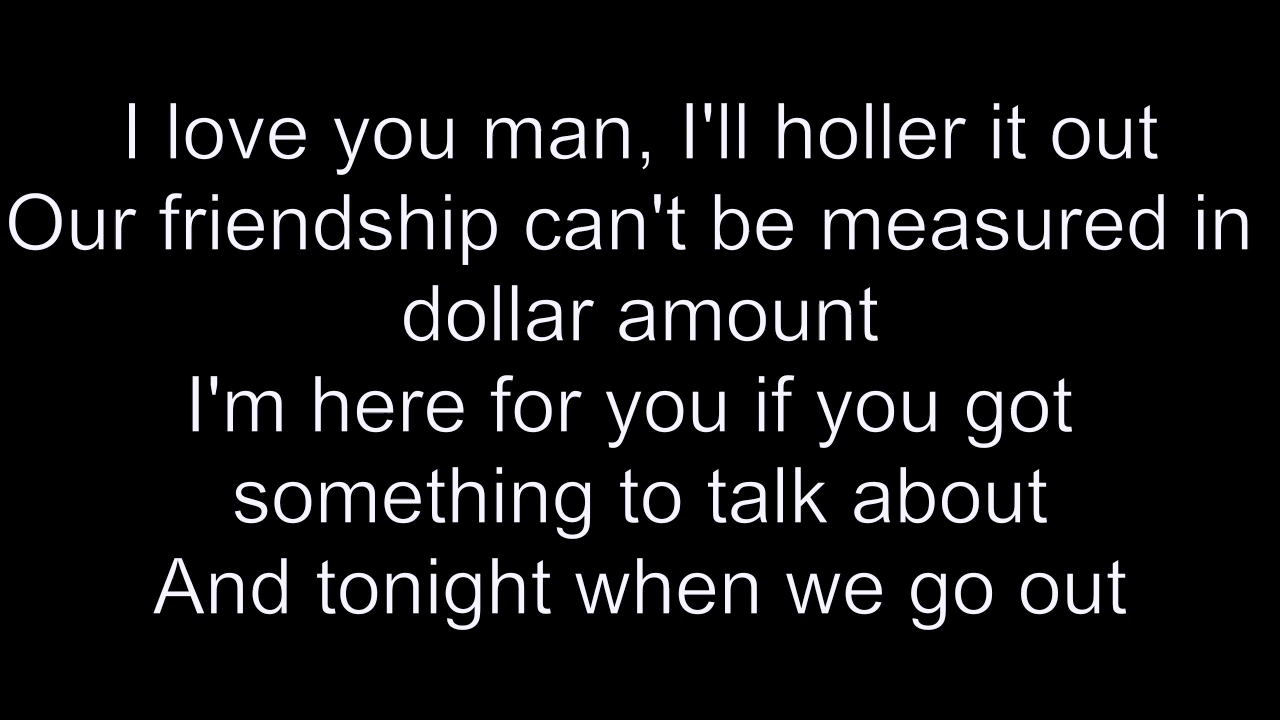 I love you man, I'll holler it out
Our friendship can't be measured in
dollar amount
I'm here for you if you got
something to talk about
And tonight when we go out